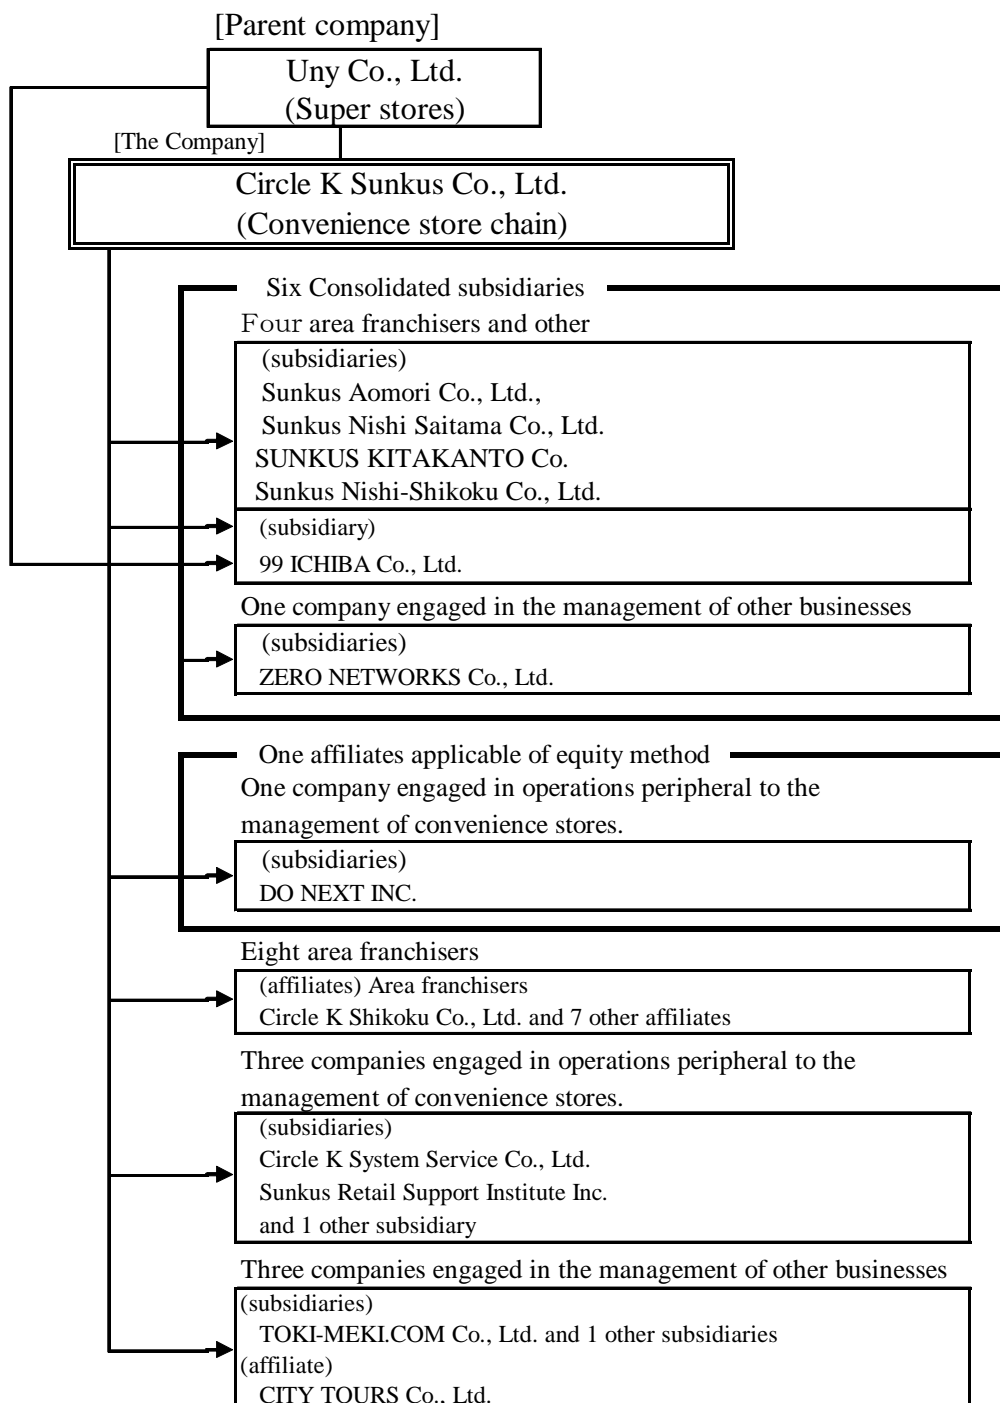 [Parent company]
Uny Co., Ltd.
(Super stores)
[The Company]
Circle K Sunkus Co., Ltd.
(Convenience store chain)
Six Consolidated subsidiaries
Four area franchisers and other
(subsidiaries)
Sunkus Aomori Co., Ltd.,
Sunkus Nishi Saitama Co., Ltd.
SUNKUS KITAKANTO Co.
Sunkus Nishi-Shikoku Co., Ltd.
(subsidiary)
99 ICHIBA Co., Ltd.
One company engaged in the management of other businesses
(subsidiaries)
ZERO NETWORKS Co., Ltd.
One affiliates applicable of equity method
One company engaged in operations peripheral to the
management of convenience stores.
(subsidiaries)
DO NEXT INC.
Eight area franchisers
(affiliates) Area franchisers
Circle K Shikoku Co., Ltd. and 7 other affiliates
Three companies engaged in operations peripheral to the
management of convenience stores.
(subsidiaries)
Circle K System Service Co., Ltd.
Sunkus Retail Support Institute Inc.
and 1 other subsidiary
Three companies engaged in the management of other businesses
(subsidiaries)
TOKI-MEKI.COM Co., Ltd. and 1 other subsidiaries
(affiliate)
CITY TOURS Co., Ltd.